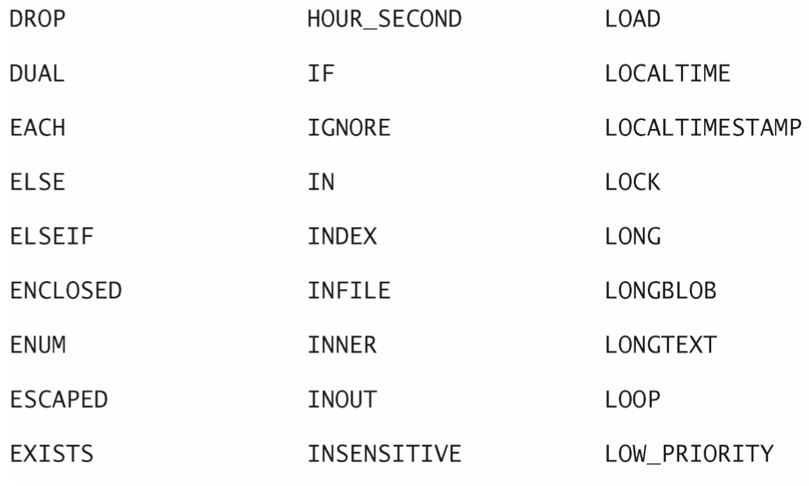 DROP HOUR_SECOND LOAD
DUAL IF LOCALTIME
EACH IGNORE LOCALTIMESTAMP
ELSE IN LOCK
ELSEIF INDEX LONG
ENCLOSED INFILE LONGBLOB
ENUM INNER LONGTEXT
ESCAPED INOUT LOOP
EXISTS INSENSITIVE LOW_PRIORITY